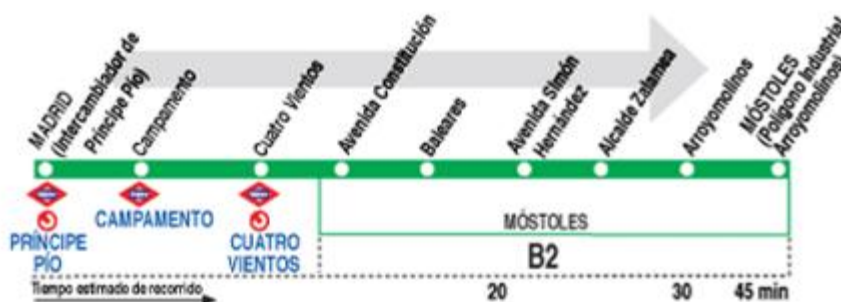 MADRID
(Intercambiador de
Príncipe Pío)
Campamento
Cuatro Vientos
Avenida Constitución
Baleares
Avenida Simón
Hernández
Alcalde Zalamea
Arroyomolinos
MÓSTOLES
(Polígono Industrial
Arroyomolinos)
PRÍNCIPE
PÍO
CAMPAMENTO
CUATRO
VIENTOS
MÓSTOLES
B2
Tiempo estimado de recorrido
20
30
45 min